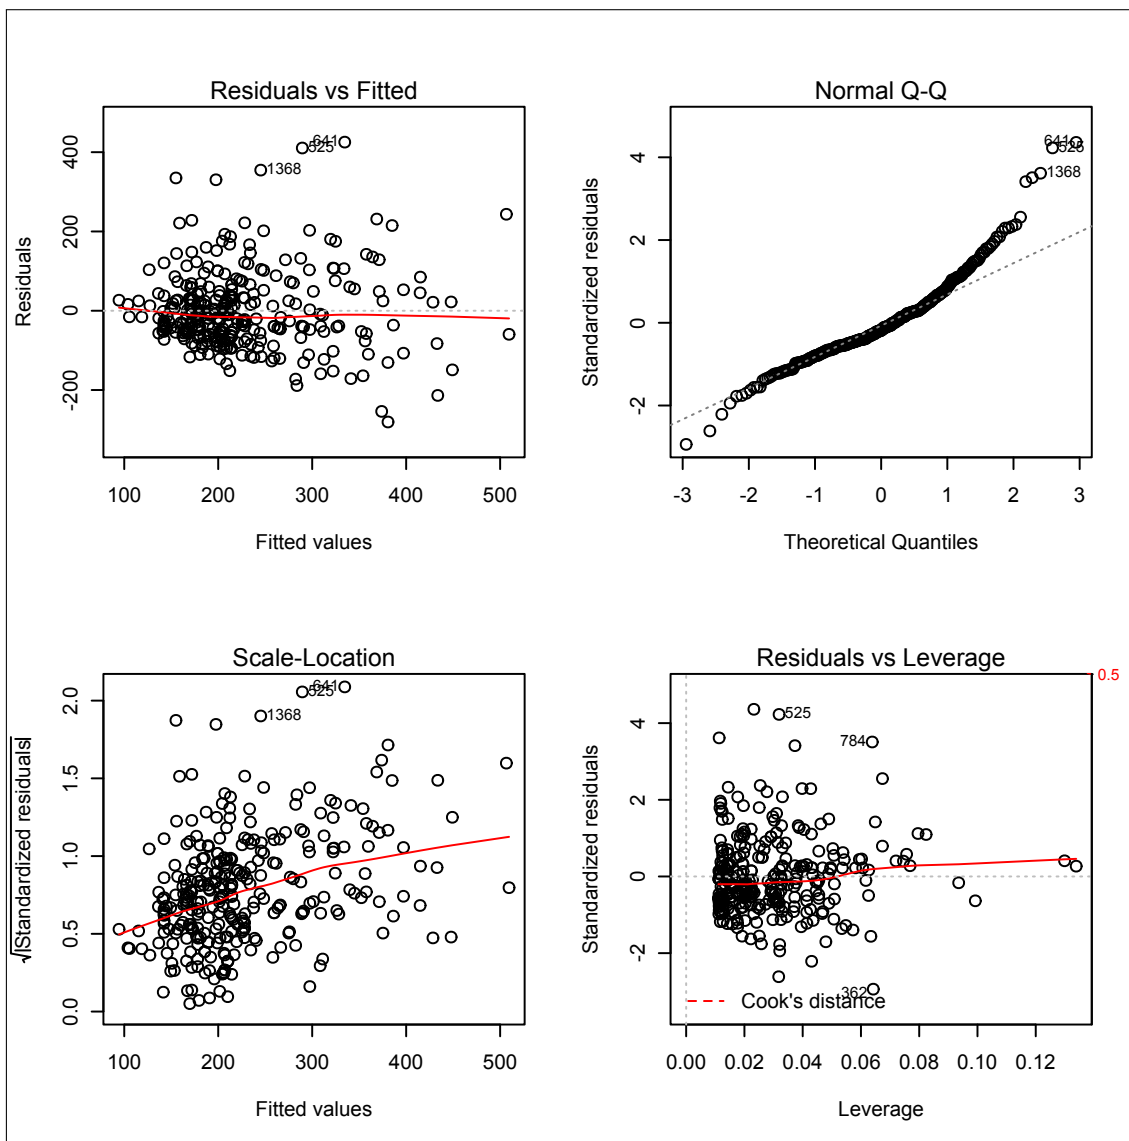 Residuals vs Fitted
Residuals
-200
0
200
400
641
525
1368
100 200 300 400 500
Fitted values
Normal Q-Q
Standardized residuals
-2
0
2
4
641
525
1368
-3 -2 -1 0 1 2 3
Theoretical Quantiles
Scale-Location
√|Standardized residuals|
0.0
0.5
1.0
1.5
2.0
641
525
1368
100 200 300 400 500
Fitted values
Residuals vs Leverage
Standardized residuals
-2
0
2
4
0.5
525
784
362
Cook's distance
0.00 0.02 0.04 0.06 0.08 0.10 0.12
Leverage